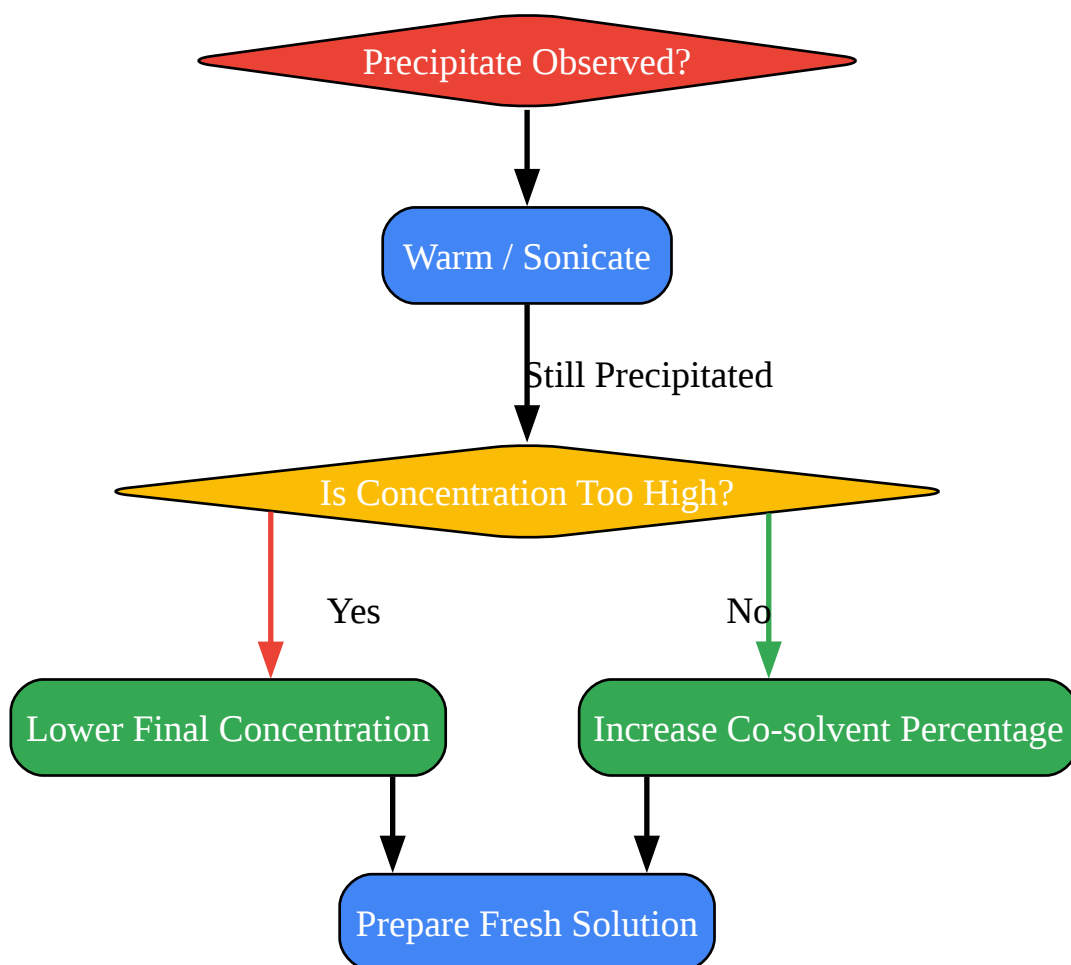 Precipitate Observed?
Warm / Sonicate
Still Precipitated
Is Concentration Too High?
Yes
No
Lower Final Concentration
Increase Co-solvent Percentage
Prepare Fresh Solution